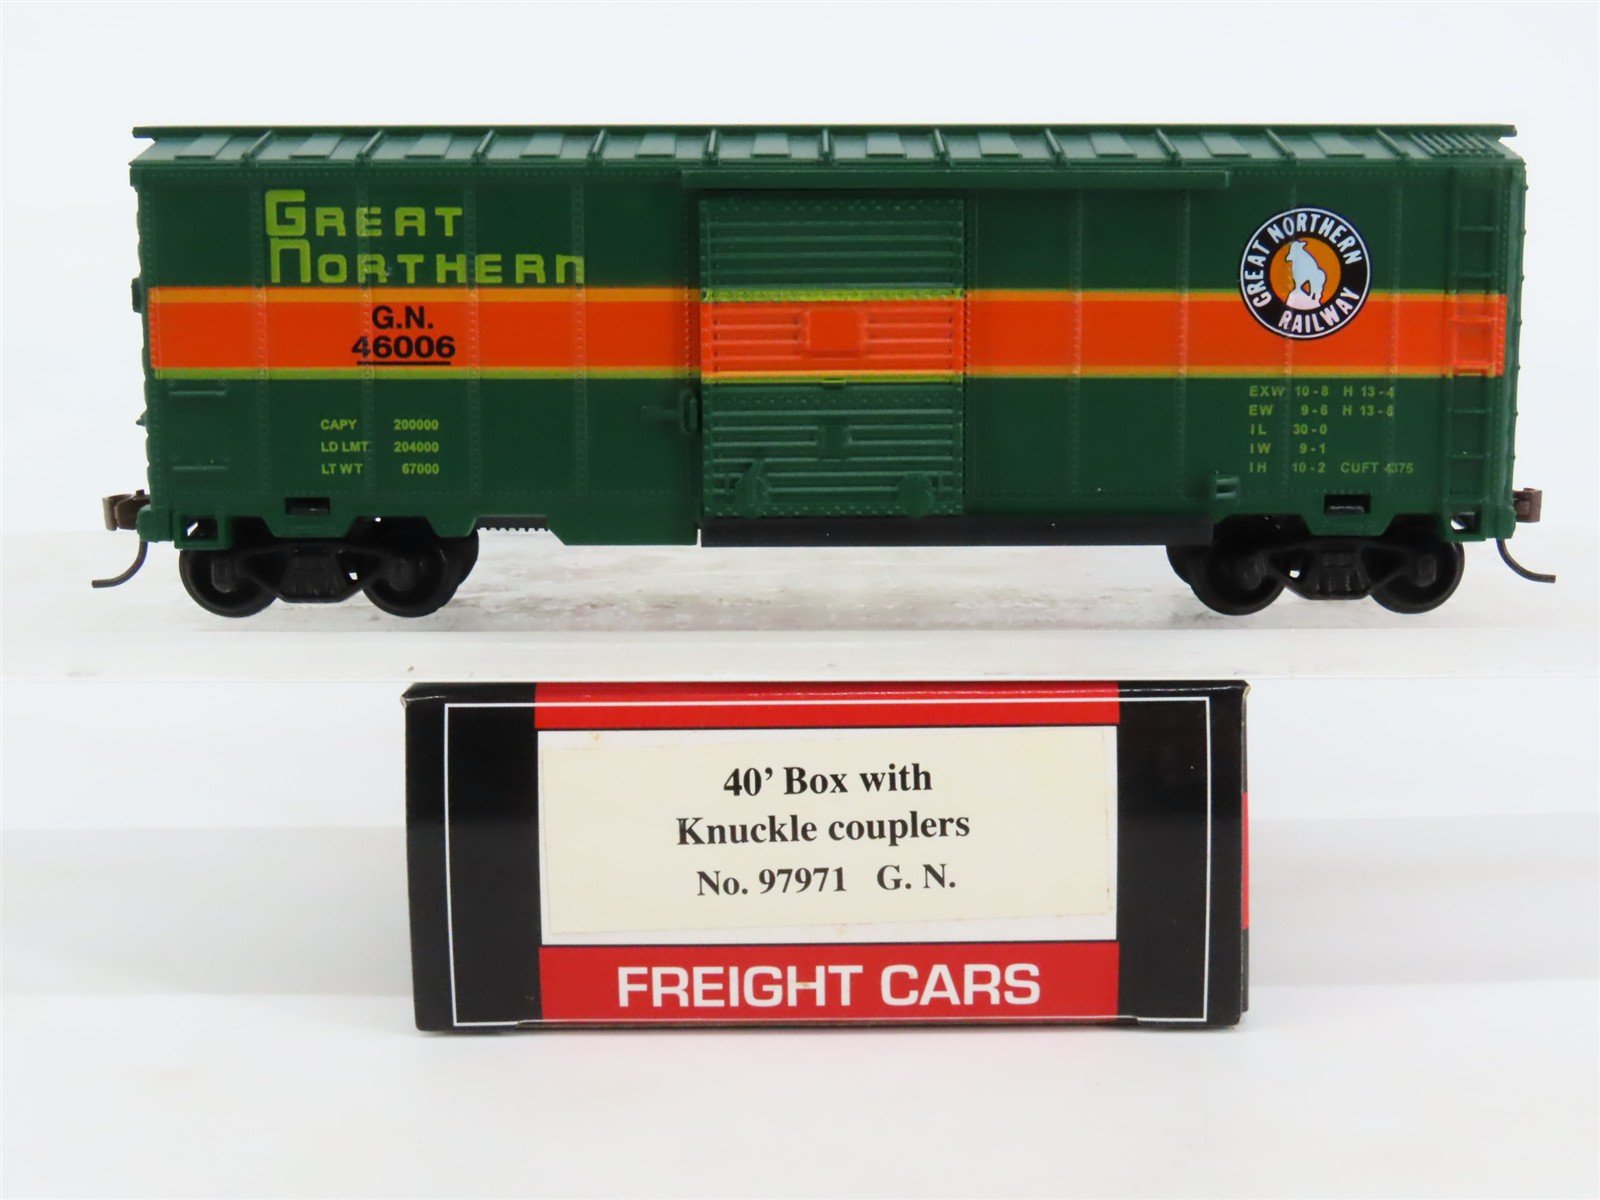 GREAT
NORTHERN
G.N.
46006
CAPY 200000
LD LMT. 204000
LT WT 67000
GREAT NORTHERN
RAILWAY
EXW 10-8 H 13-4
EW 9-6 H 13-8
IL 30-0
IW 9-1
IH 10-2 CUFT 4375
40' Box with
Knuckle couplers
No. 97971 G. N.
FREIGHT CARS